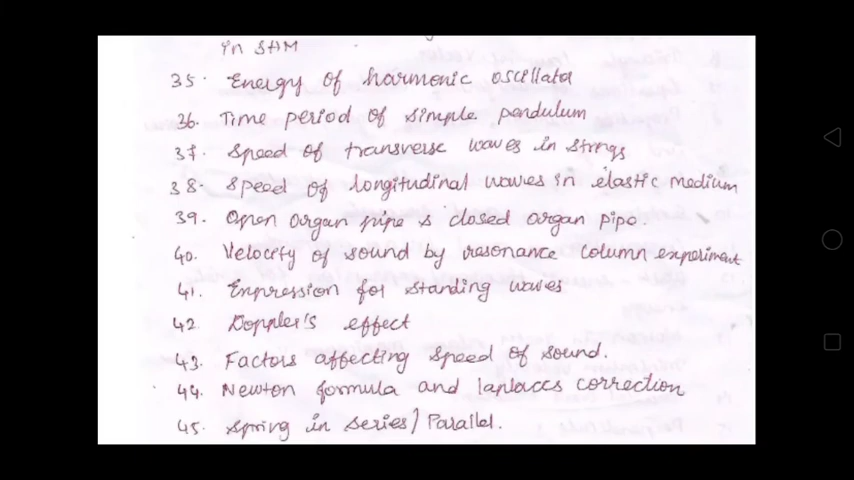 in SHM
35. Energy of harmonic oscillator
36. Time period of simple pendulum
37. Speed of transverse waves in strings
38. Speed of longitudinal waves in elastic medium
39. Open organ pipe & closed organ pipe.
40. Velocity of sound by resonance column experiment
41. Expression for standing waves
42 Doppler's effect
43. Factors affecting speed of sound.
44. Newton formula and laplaces correction
45. Spring in series/Parallel.